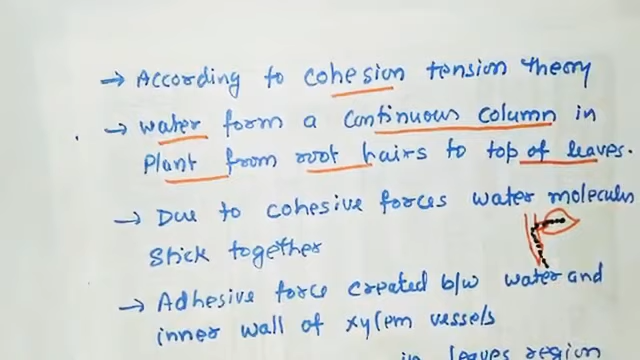 → According to cohesion tension theory
→ water form a continuous column in
plant from root hairs to top of leaves.
→ Due to cohesive forces water molecules
stick together
→ Adhesive force created b/w water and
inner wall of xylem vessels
in leaves region